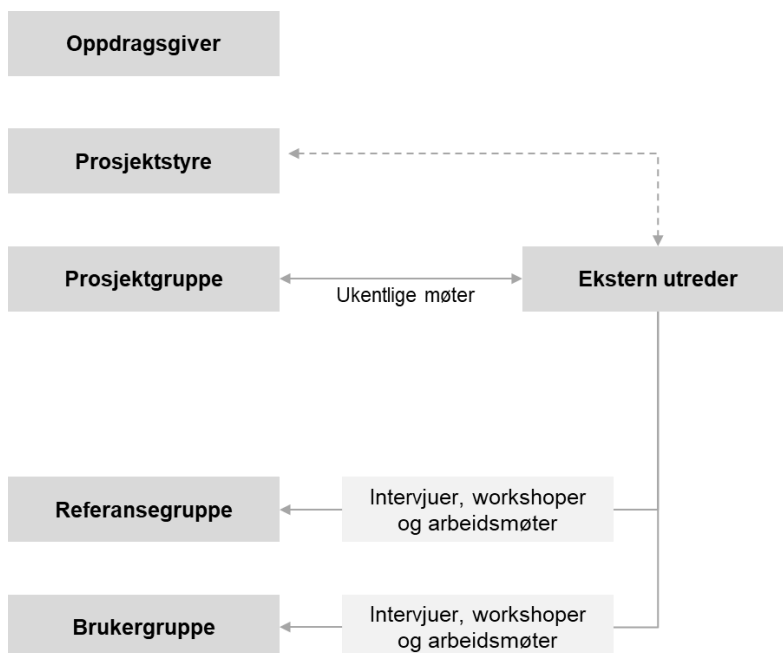 Oppdragsgiver
Prosjektstyre
Prosjektgruppe
Ukentlige møter
Ekstern utreder
Referansegruppe
Intervjuer, workshoper
og arbeidsmøter
Brukergruppe
Intervjuer, workshoper
og arbeidsmøter